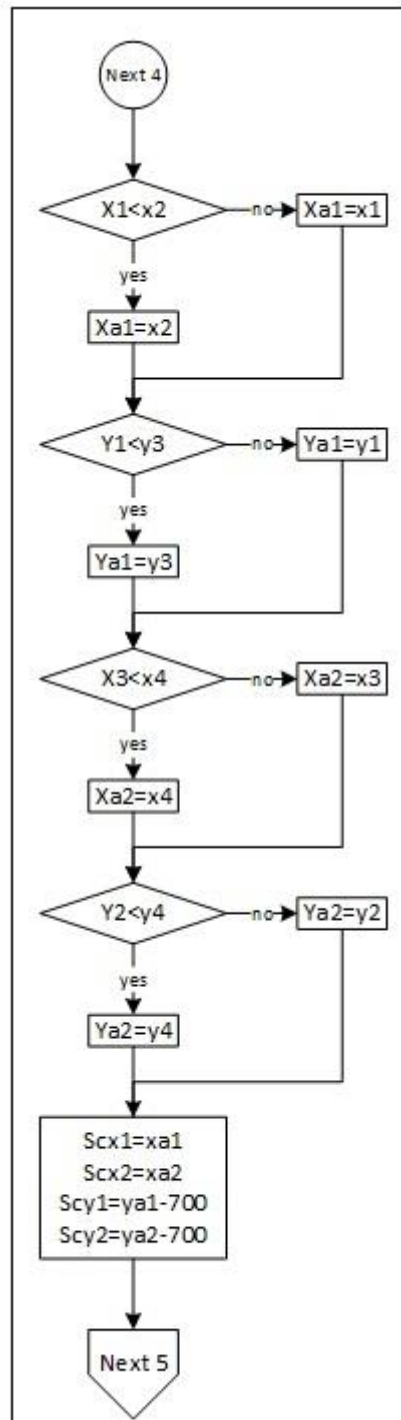 Next 4
X1<x2
no
Xa1=x1
yes
Xa1=x2
Y1<y3
no
Ya1=y1
yes
Ya1=y3
X3<x4
no
Xa2=x3
yes
Xa2=x4
Y2<y4
no
Ya2=y2
yes
Ya2=y4
Scx1=xa1
Scx2=xa2
Scy1=ya1-700
Scy2=ya2-700
Next 5